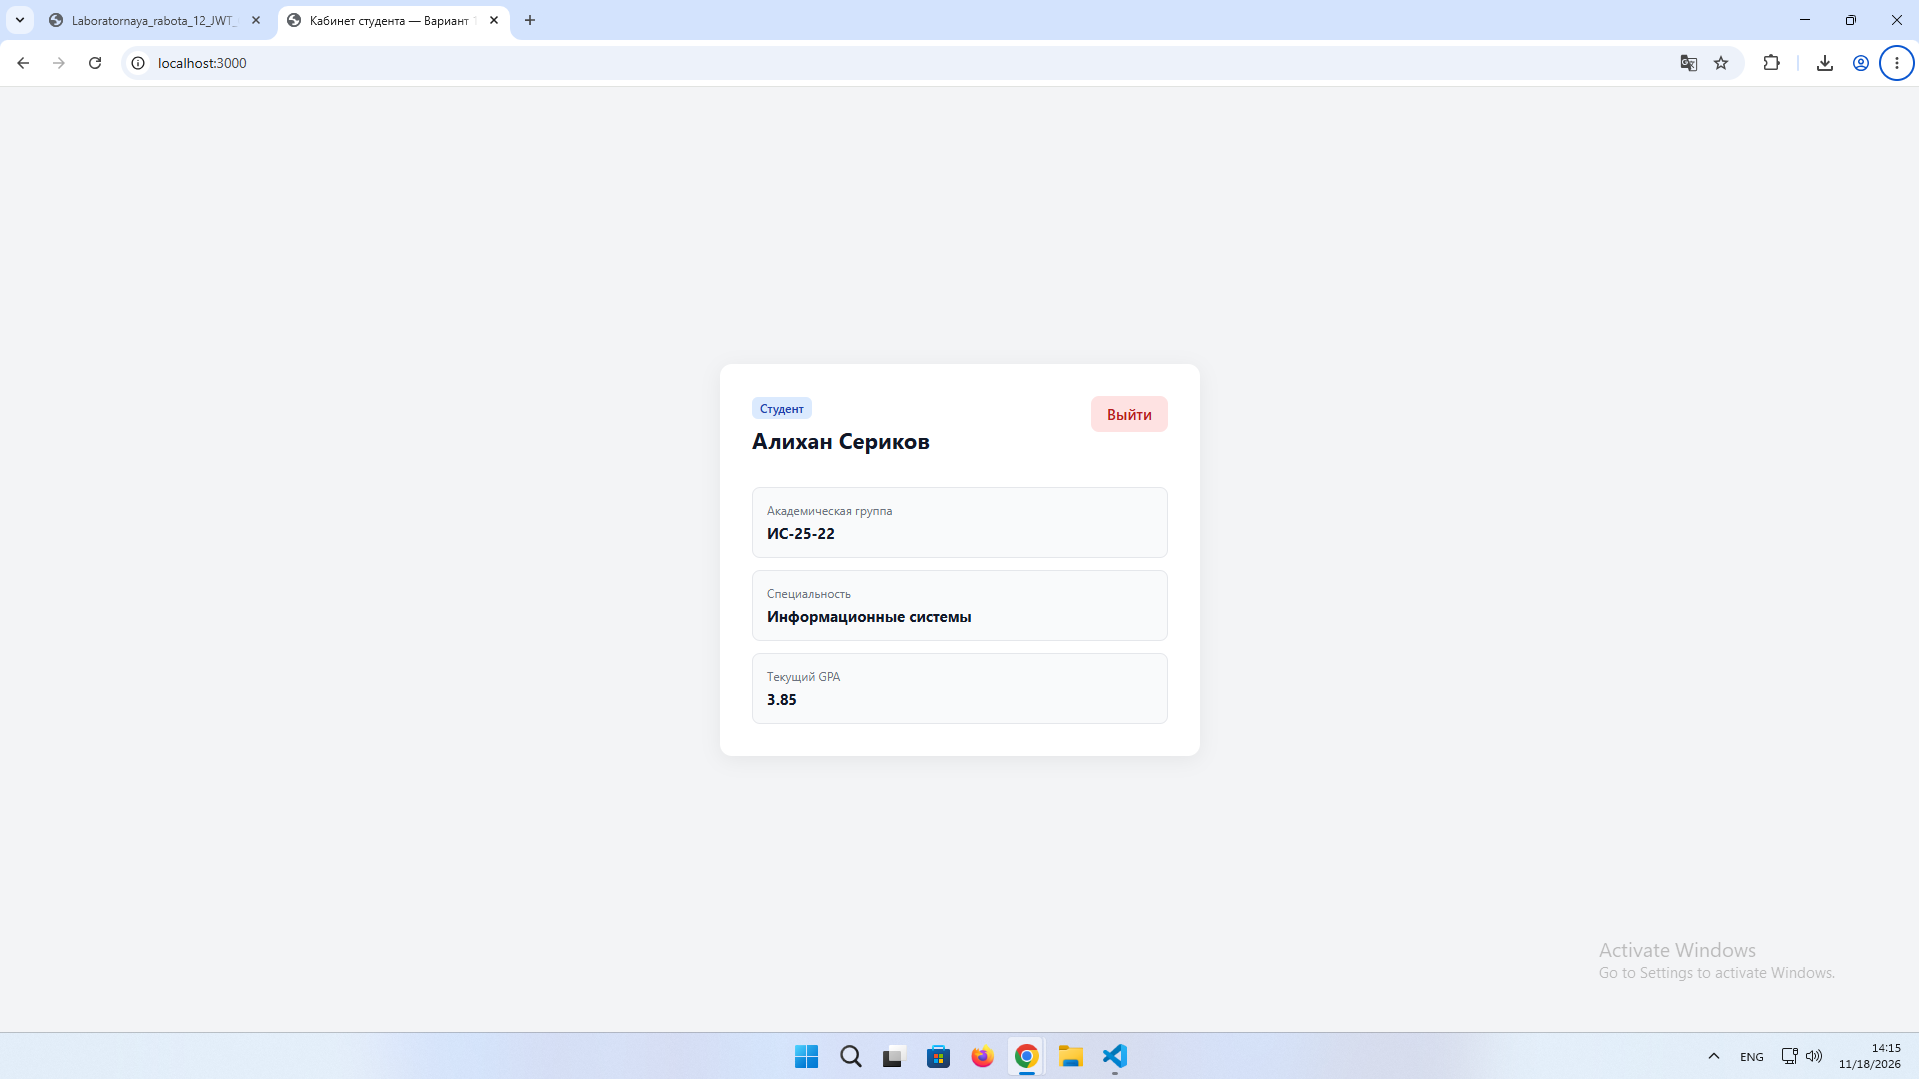 Laboratornaya_rabota_12_JWT_
Кабинет студента — Вариант 1
localhost:3000
Студент
Выйти
Алихан Сериков
Академическая группа
ИС-25-22
Специальность
Информационные системы
Текущий GPA
3.85
Activate Windows
Go to Settings to activate Windows.
ENG
14:15
11/18/2026